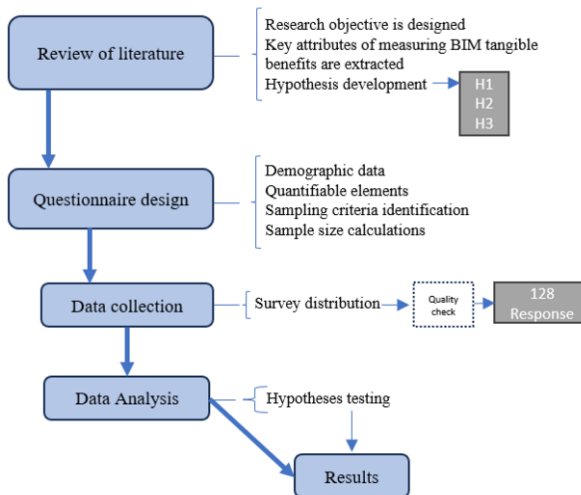 Review of literature
Research objective is designed
Key attributes of measuring BIM tangible
benefits are extracted
Hypothesis development
H1
H2
H3
Questionnaire design
Demographic data
Quantifiable elements
Sampling criteria identification
Sample size calculations
Data collection
Survey distribution
Quality
check
128
Response
Data Analysis
Hypotheses testing
Results